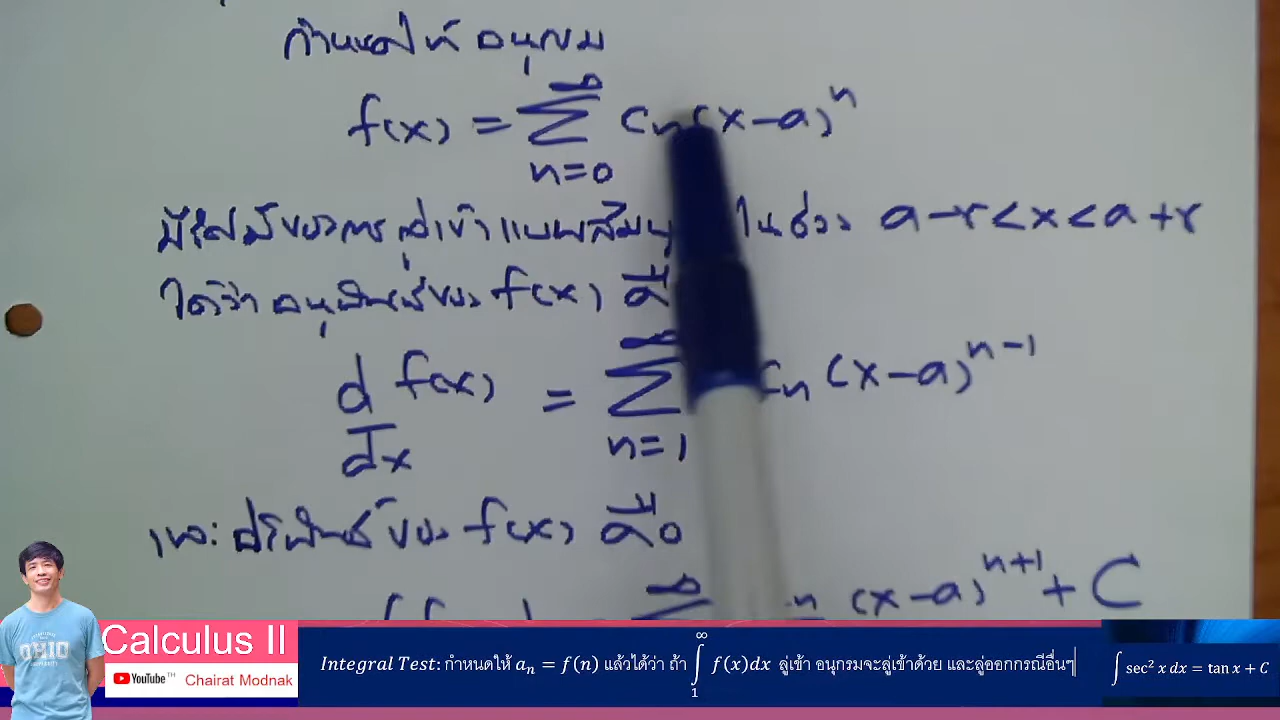 กำหนดให้ อนุกรม
f(x) = ∑ n=0 ∞ Cn(x-a)^n
มีรัศมีของการลู่เข้าแบบสัมบู ในช่วง a-r<x<a+r
ได้ว่า อนุพันธ์ของ f(x) คือ
d/dx f(x) = ∑ n=1 ∞ Cn (x-a)^{n-1}
และปริพันธ์ของ f(x) คือ
(x-a)^{n+1} + C
Calculus II
YouTube™ Chairat Modnak
Integral Test: กำหนดให้ a_n = f(n) แล้วได้ว่า ถ้า ∫_1^∞ f(x) dx ลู่เข้า อนุกรมจะลู่เข้าด้วย และลู่ออกกรณีอื่นๆ
∫ sec² x dx = tan x + C
OHIO